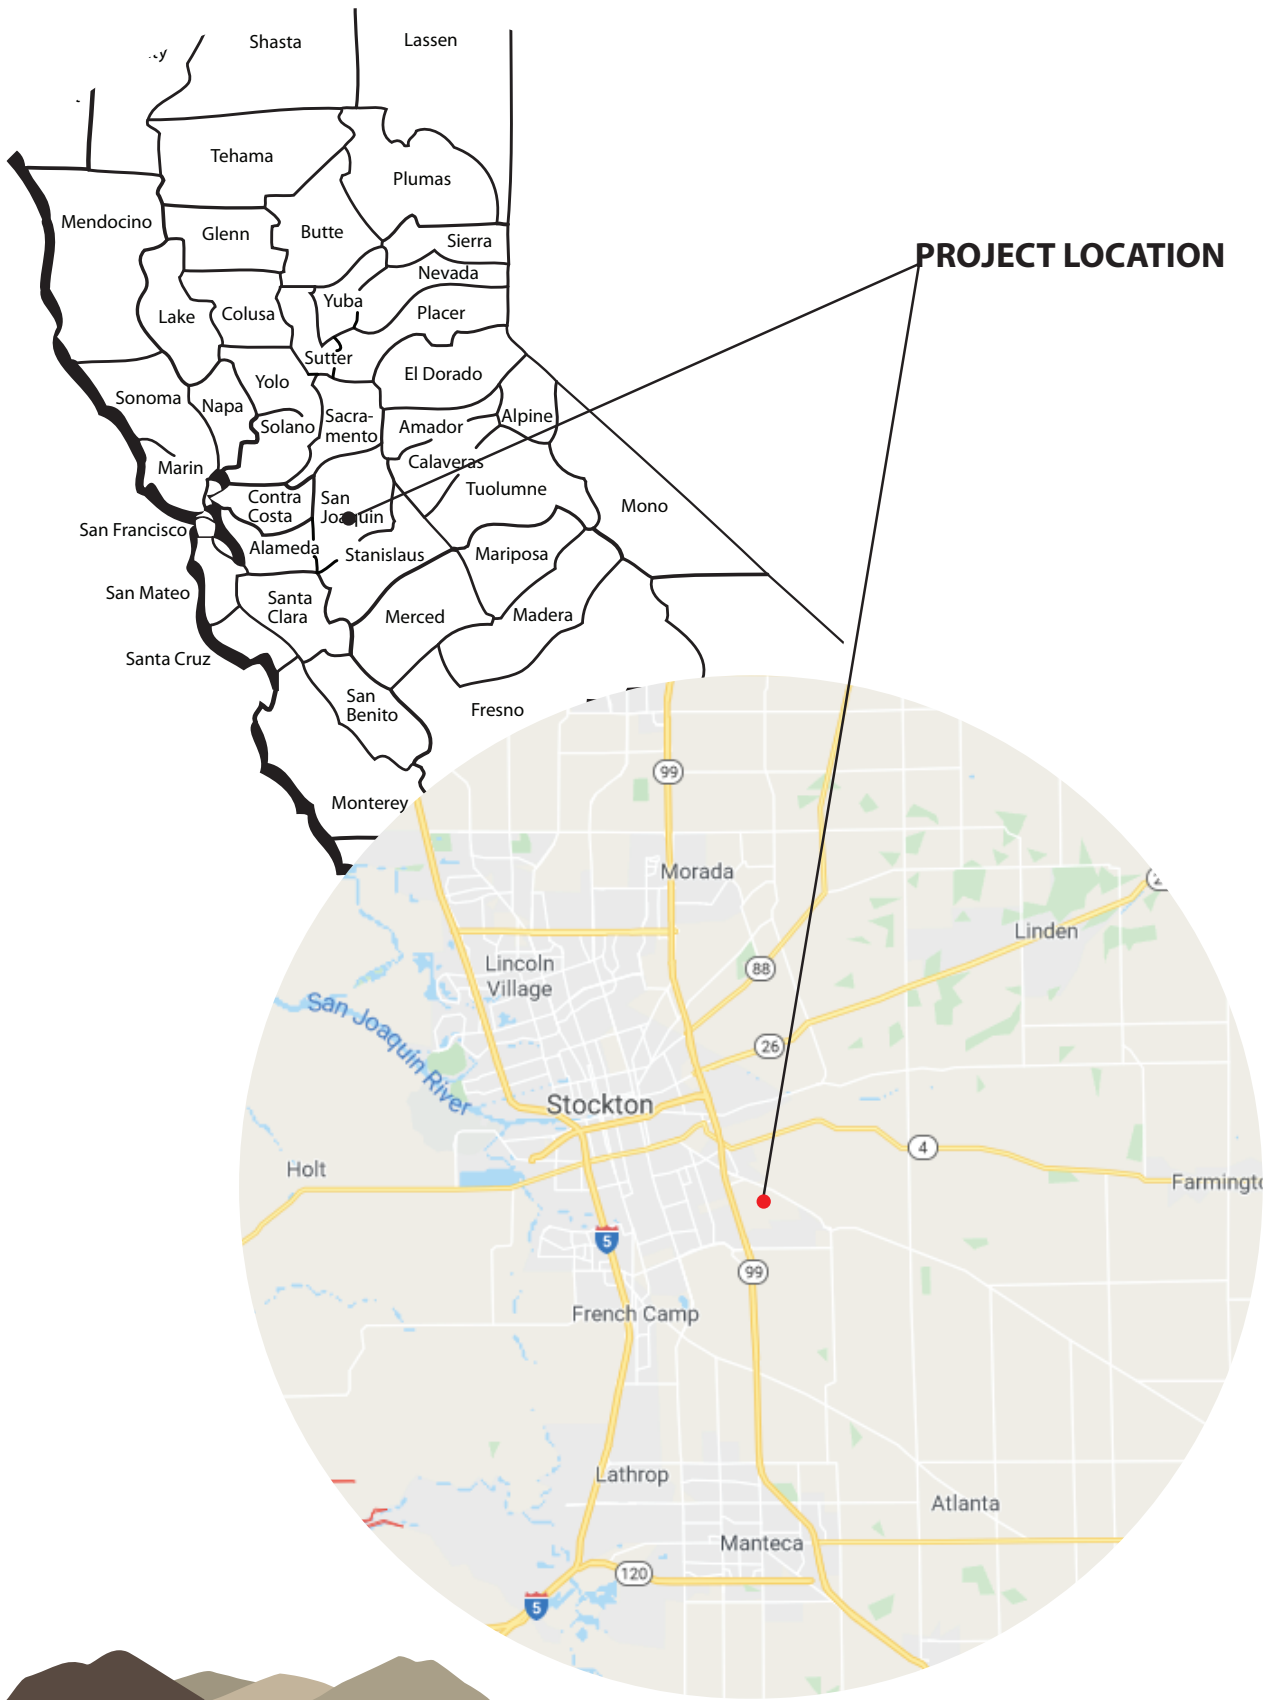 Shasta
Lassen
Tehama
Plumas
Mendocino
Glenn
Butte
Sierra
Nevada
PROJECT LOCATION
Yuba
Lake
Colusa
Placer
Sutter
Yolo
El Dorado
Sonoma
Napa
Solano
Sacra-
mento
Amador
Alpine
Marin
Calaveras
Contra
Costa
San
Joaquin
Tuolumne
Mono
San Francisco
Alameda
Stanislaus
Mariposa
San Mateo
Santa
Clara
Merced
Madera
Santa Cruz
San
Benito
Fresno
Monterey
99
Morada
Linden
Lincoln
Village
88
San Joaquin River
26
Stockton
4
Holt
5
99
French Camp
Lathrop
Atlanta
Manteca
120
5